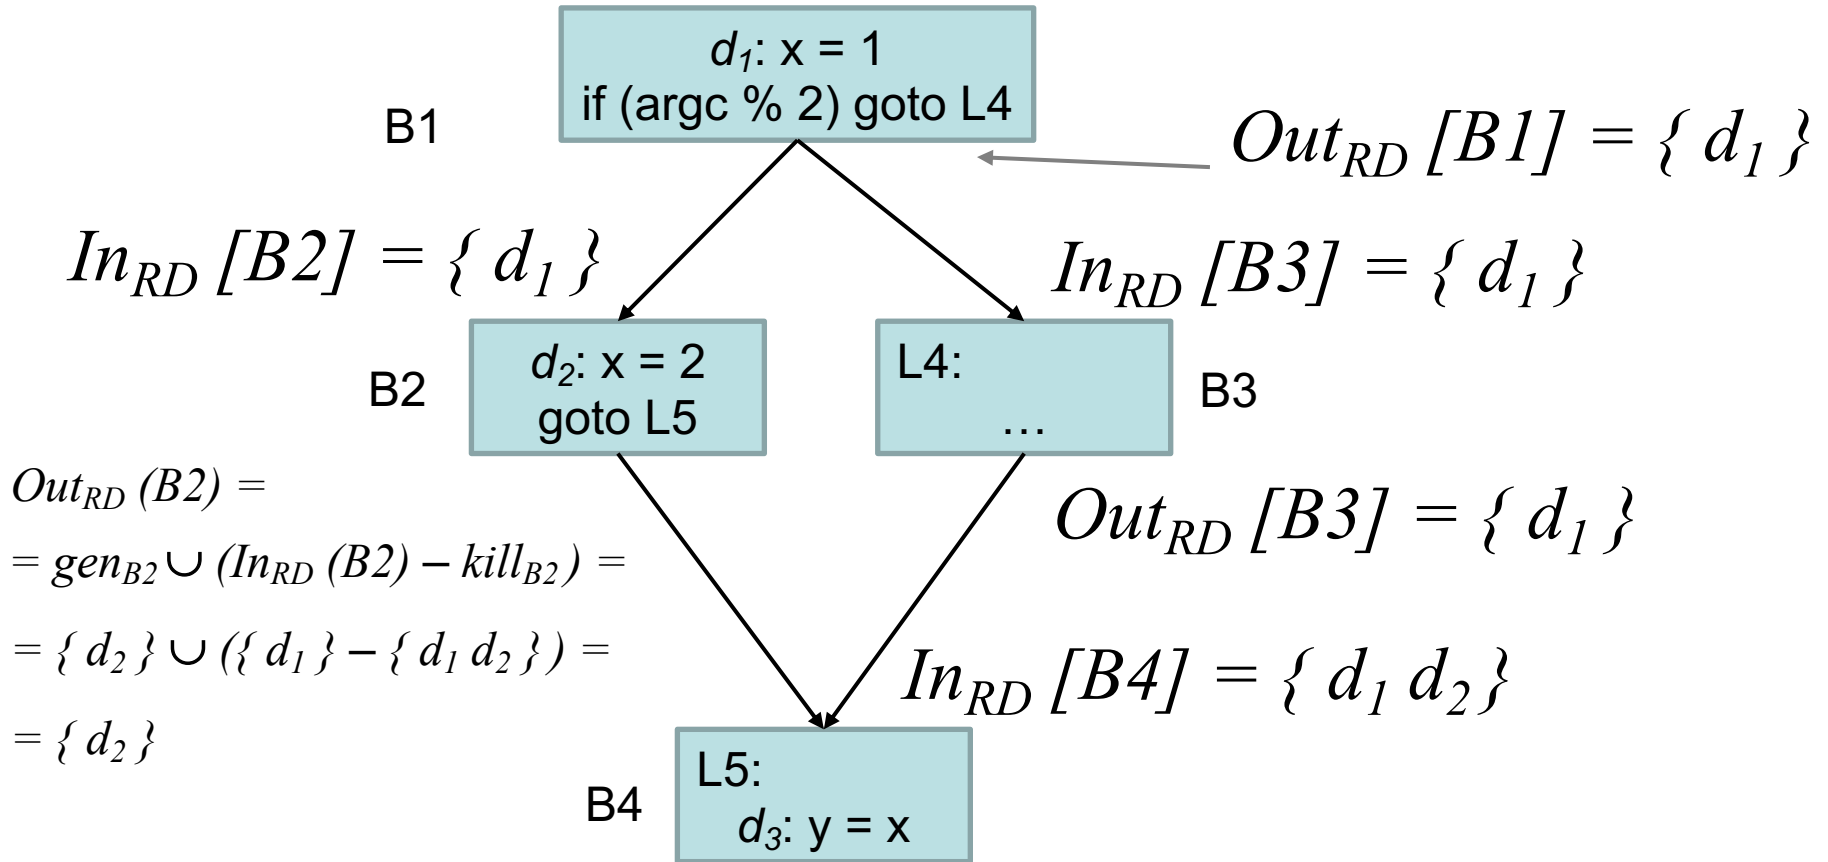 d1: x = 1
if (argc % 2) goto L4
B1
OutRD [B1] = { d1 }
InRD [B2] = { d1 }
InRD [B3] = { d1 }
B2
d2: x = 2
goto L5
L4:
…
B3
OutRD (B2) =
= genB2 ∪ (InRD (B2) – killB2 ) =
= { d2 } ∪ ({ d1 } – { d1 d2 }) =
= { d2 }
OutRD [B3] = { d1 }
InRD [B4] = { d1 d2 }
B4
L5:
d3: y = x